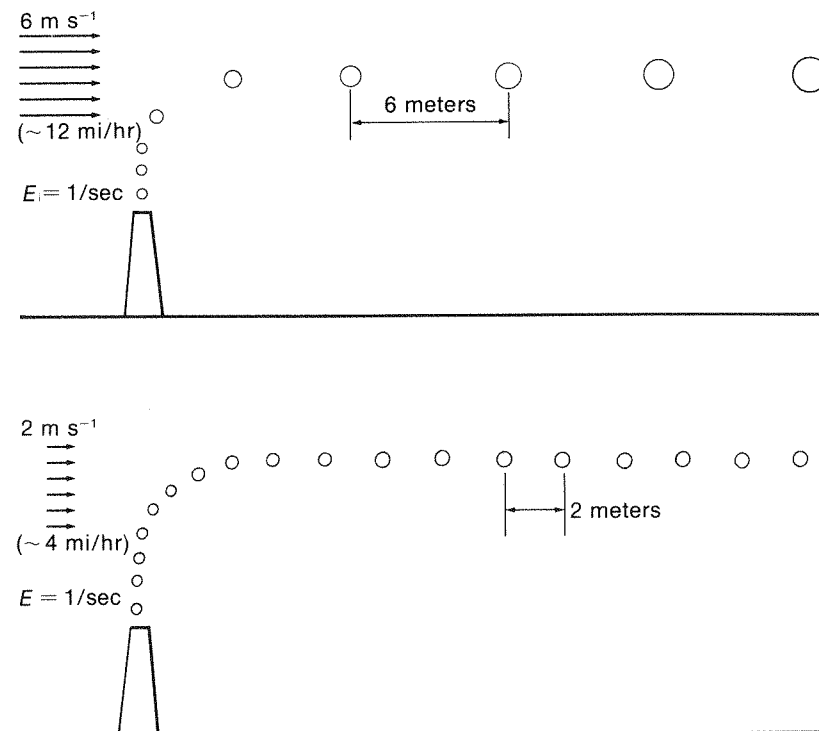 6 m s⁻¹
6 meters
(~12 mi/hr)
E = 1/sec
2 m s⁻¹
2 meters
(~4 mi/hr)
E = 1/sec